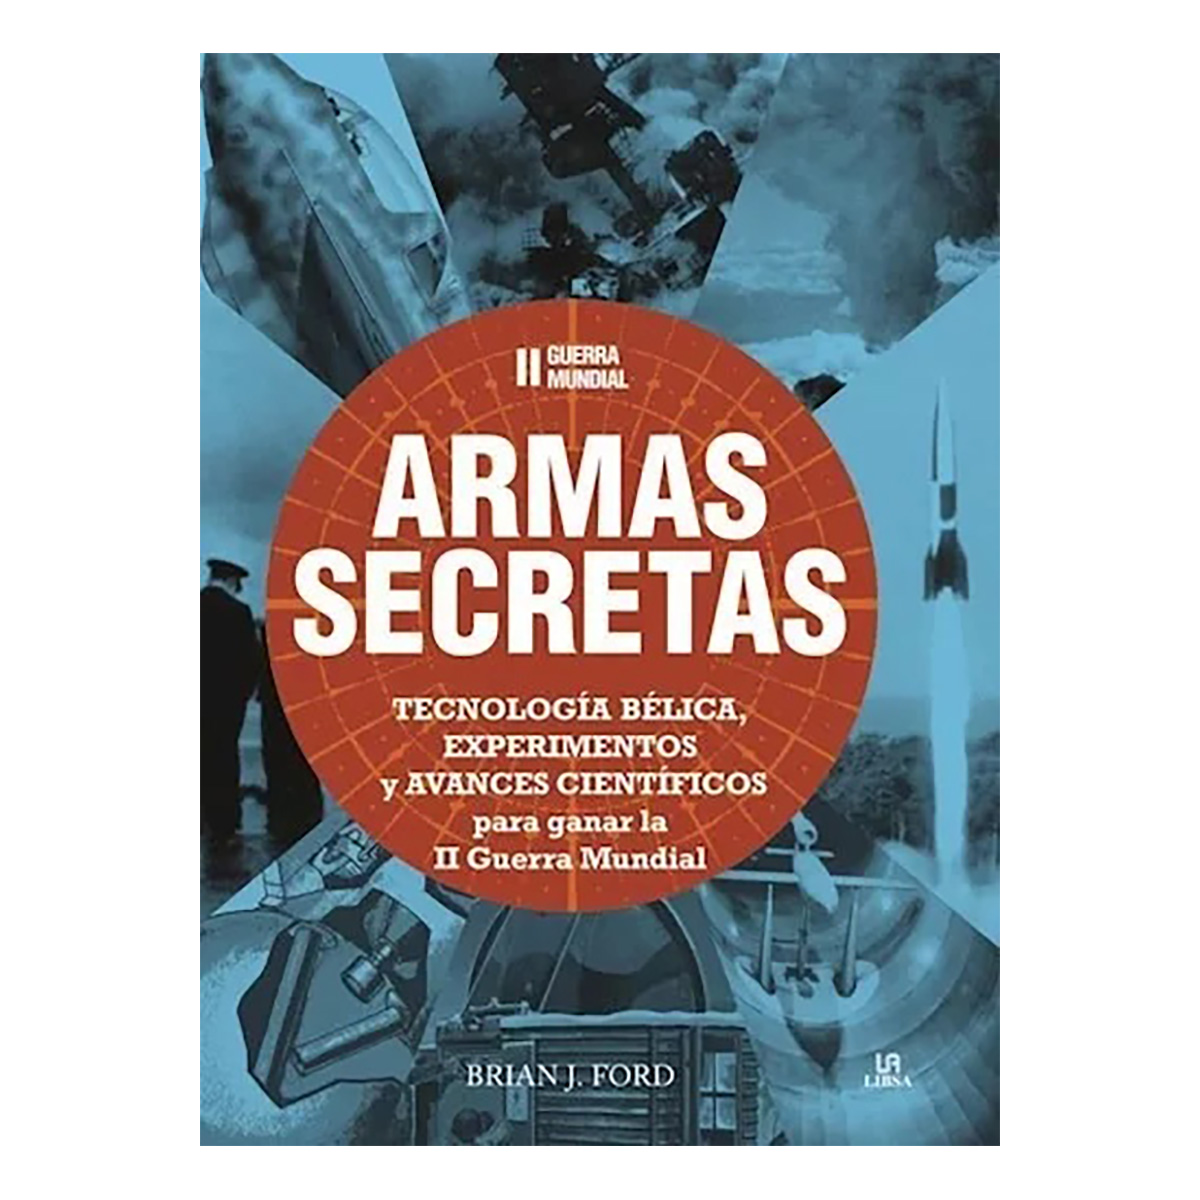 II GUERRA
MUNDIAL
ARMAS
SECRETAS
TECNOLOGÍA BÉLICA,
EXPERIMENTOS
y AVANCES CIENTÍFICOS
para ganar la
II Guerra Mundial
BRIAN J. FORD
LIBSA